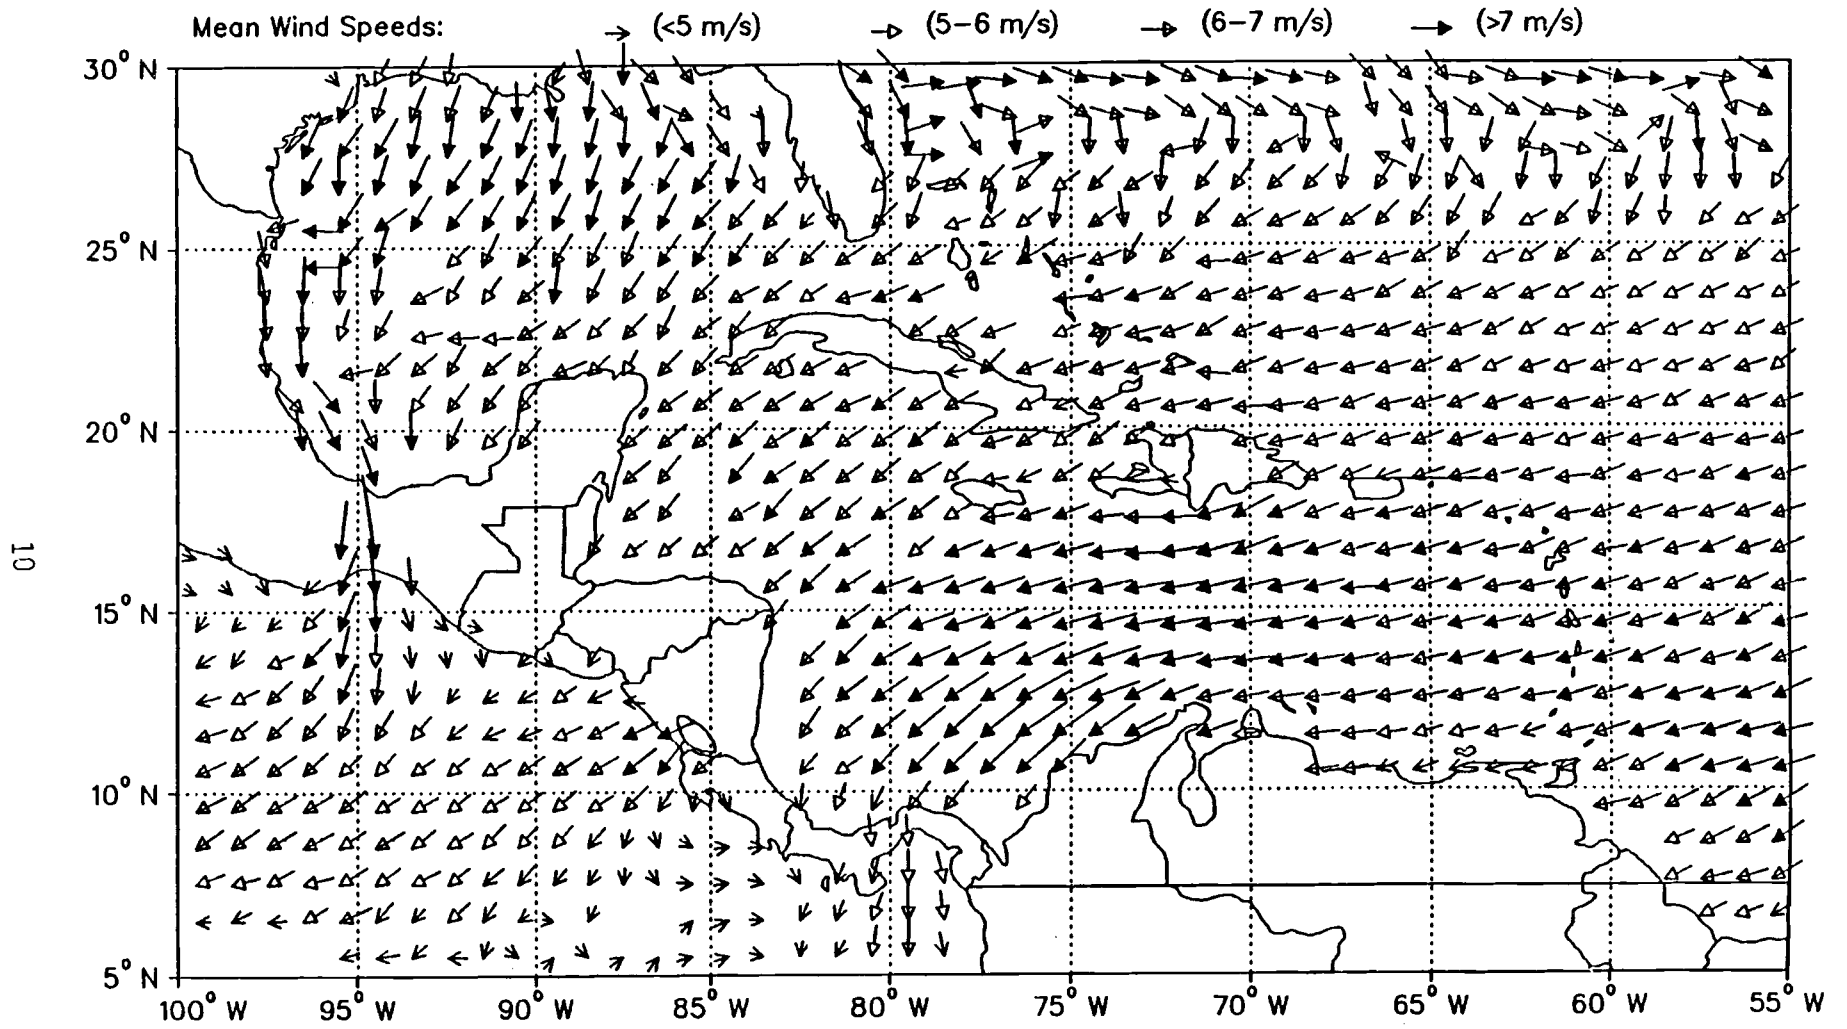 Mean Wind Speeds: (<5 m/s) (5–6 m/s) (6–7 m/s) (>7 m/s)
30° N
25° N
20° N
15° N
10° N
5° N
100° W 95° W 90° W 85° W 80° W 75° W 70° W 65° W 60° W 55° W
10